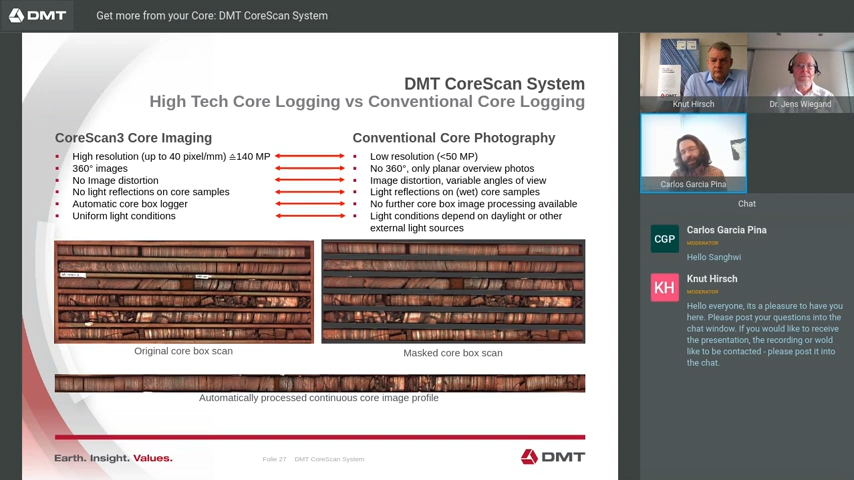 DMT
Get more from your Core: DMT CoreScan System
DMT CoreScan System
High Tech Core Logging vs Conventional Core Logging
CoreScan3 Core Imaging
High resolution (up to 40 pixel/mm) ≙140 MP
360° images
No Image distortion
No light reflections on core samples
Automatic core box logger
Uniform light conditions
Conventional Core Photography
Low resolution (<50 MP)
No 360°, only planar overview photos
Image distortion, variable angles of view
Light reflections on (wet) core samples
No further core box image processing available
Light conditions depend on daylight or other
external light sources
Original core box scan
Masked core box scan
Automatically processed continuous core image profile
Earth. Insight. Values.
Folie 27 DMT CoreScan System
DMT
Knut Hirsch
Dr. Jens Wiegand
Carlos Garcia Pina
Chat
CGP
Carlos Garcia Pina
MODERATOR
Hello Sanghwi
KH
Knut Hirsch
MODERATOR
Hello everyone, its a pleasure to have you
here. Please post your questions into the
chat window. If you would like to receive
the presentation, the recording or wold
like to be contacted - please post it into
the chat.